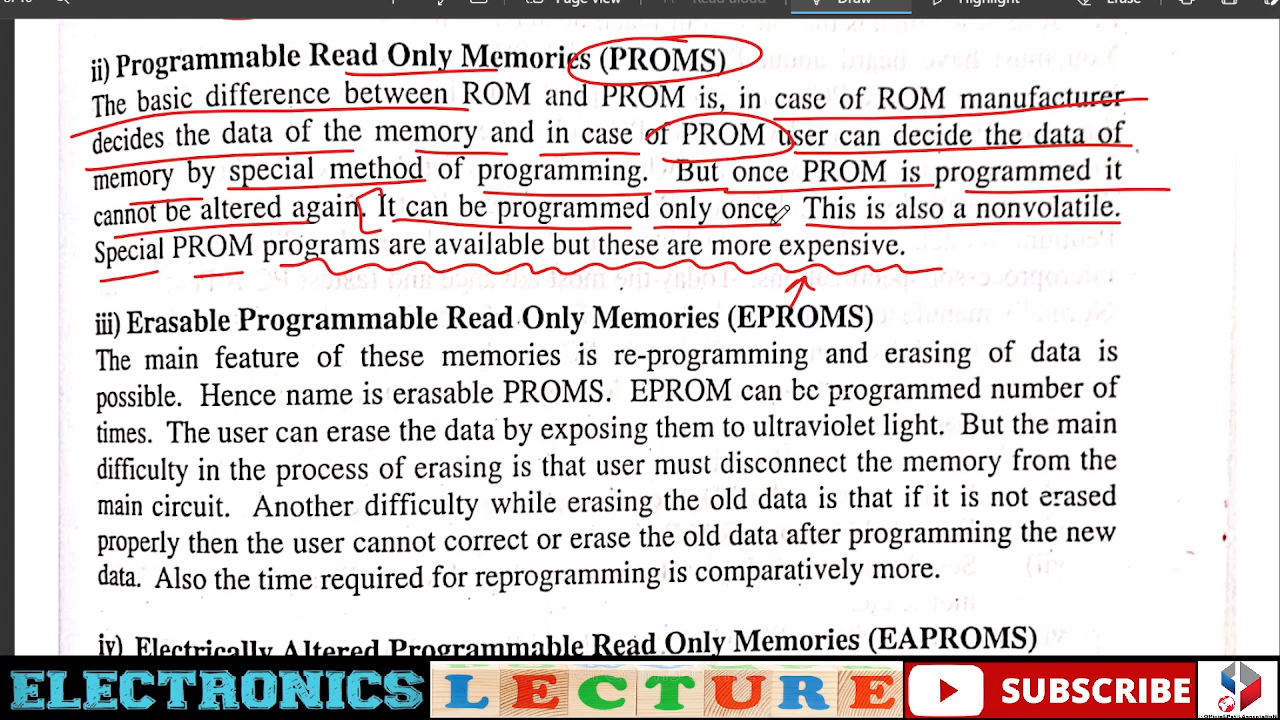 Page view
Read aloud
Draw
Highlight
Erase
ii) Programmable Read Only Memories (PROMS)
The basic difference between ROM and PROM is, in case of ROM manufacturer
decides the data of the memory and in case of PROM user can decide the data of
memory by special method of programming. But once PROM is programmed it
cannot be altered again. It can be programmed only once. This is also a nonvolatile.
Special PROM programs are available but these are more expensive.
iii) Erasable Programmable Read Only Memories (EPROMS)
The main feature of these memories is re-programming and erasing of data is
possible. Hence name is erasable PROMS. EPROM can be programmed number of
times. The user can erase the data by exposing them to ultraviolet light. But the main
difficulty in the process of erasing is that user must disconnect the memory from the
main circuit. Another difficulty while erasing the old data is that if it is not erased
properly then the user cannot correct or erase the old data after programming the new
data. Also the time required for reprogramming is comparatively more.
iv) Electrically Altered Programmable Read Only Memories (EAPROMS)
ELECTRONICS LECTURE SUBSCRIBE